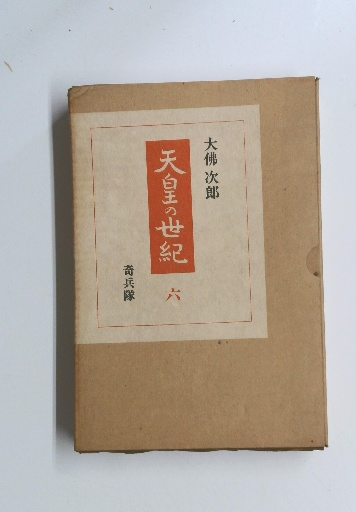 大佛次郎
天皇の世紀
六
奇兵隊